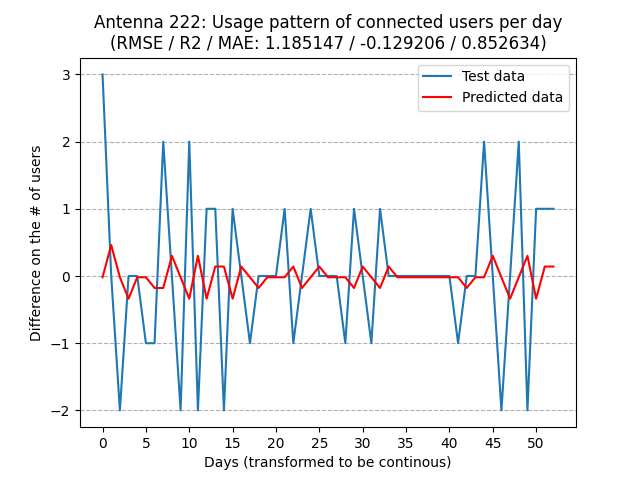 Antenna 222: Usage pattern of connected users per day
(RMSE / R2 / MAE: 1.185147 / -0.129206 / 0.852634)
Test data
Predicted data
Difference on the # of users
3
2
1
0
−1
−2
0 5 10 15 20 25 30 35 40 45 50
Days (transformed to be continous)